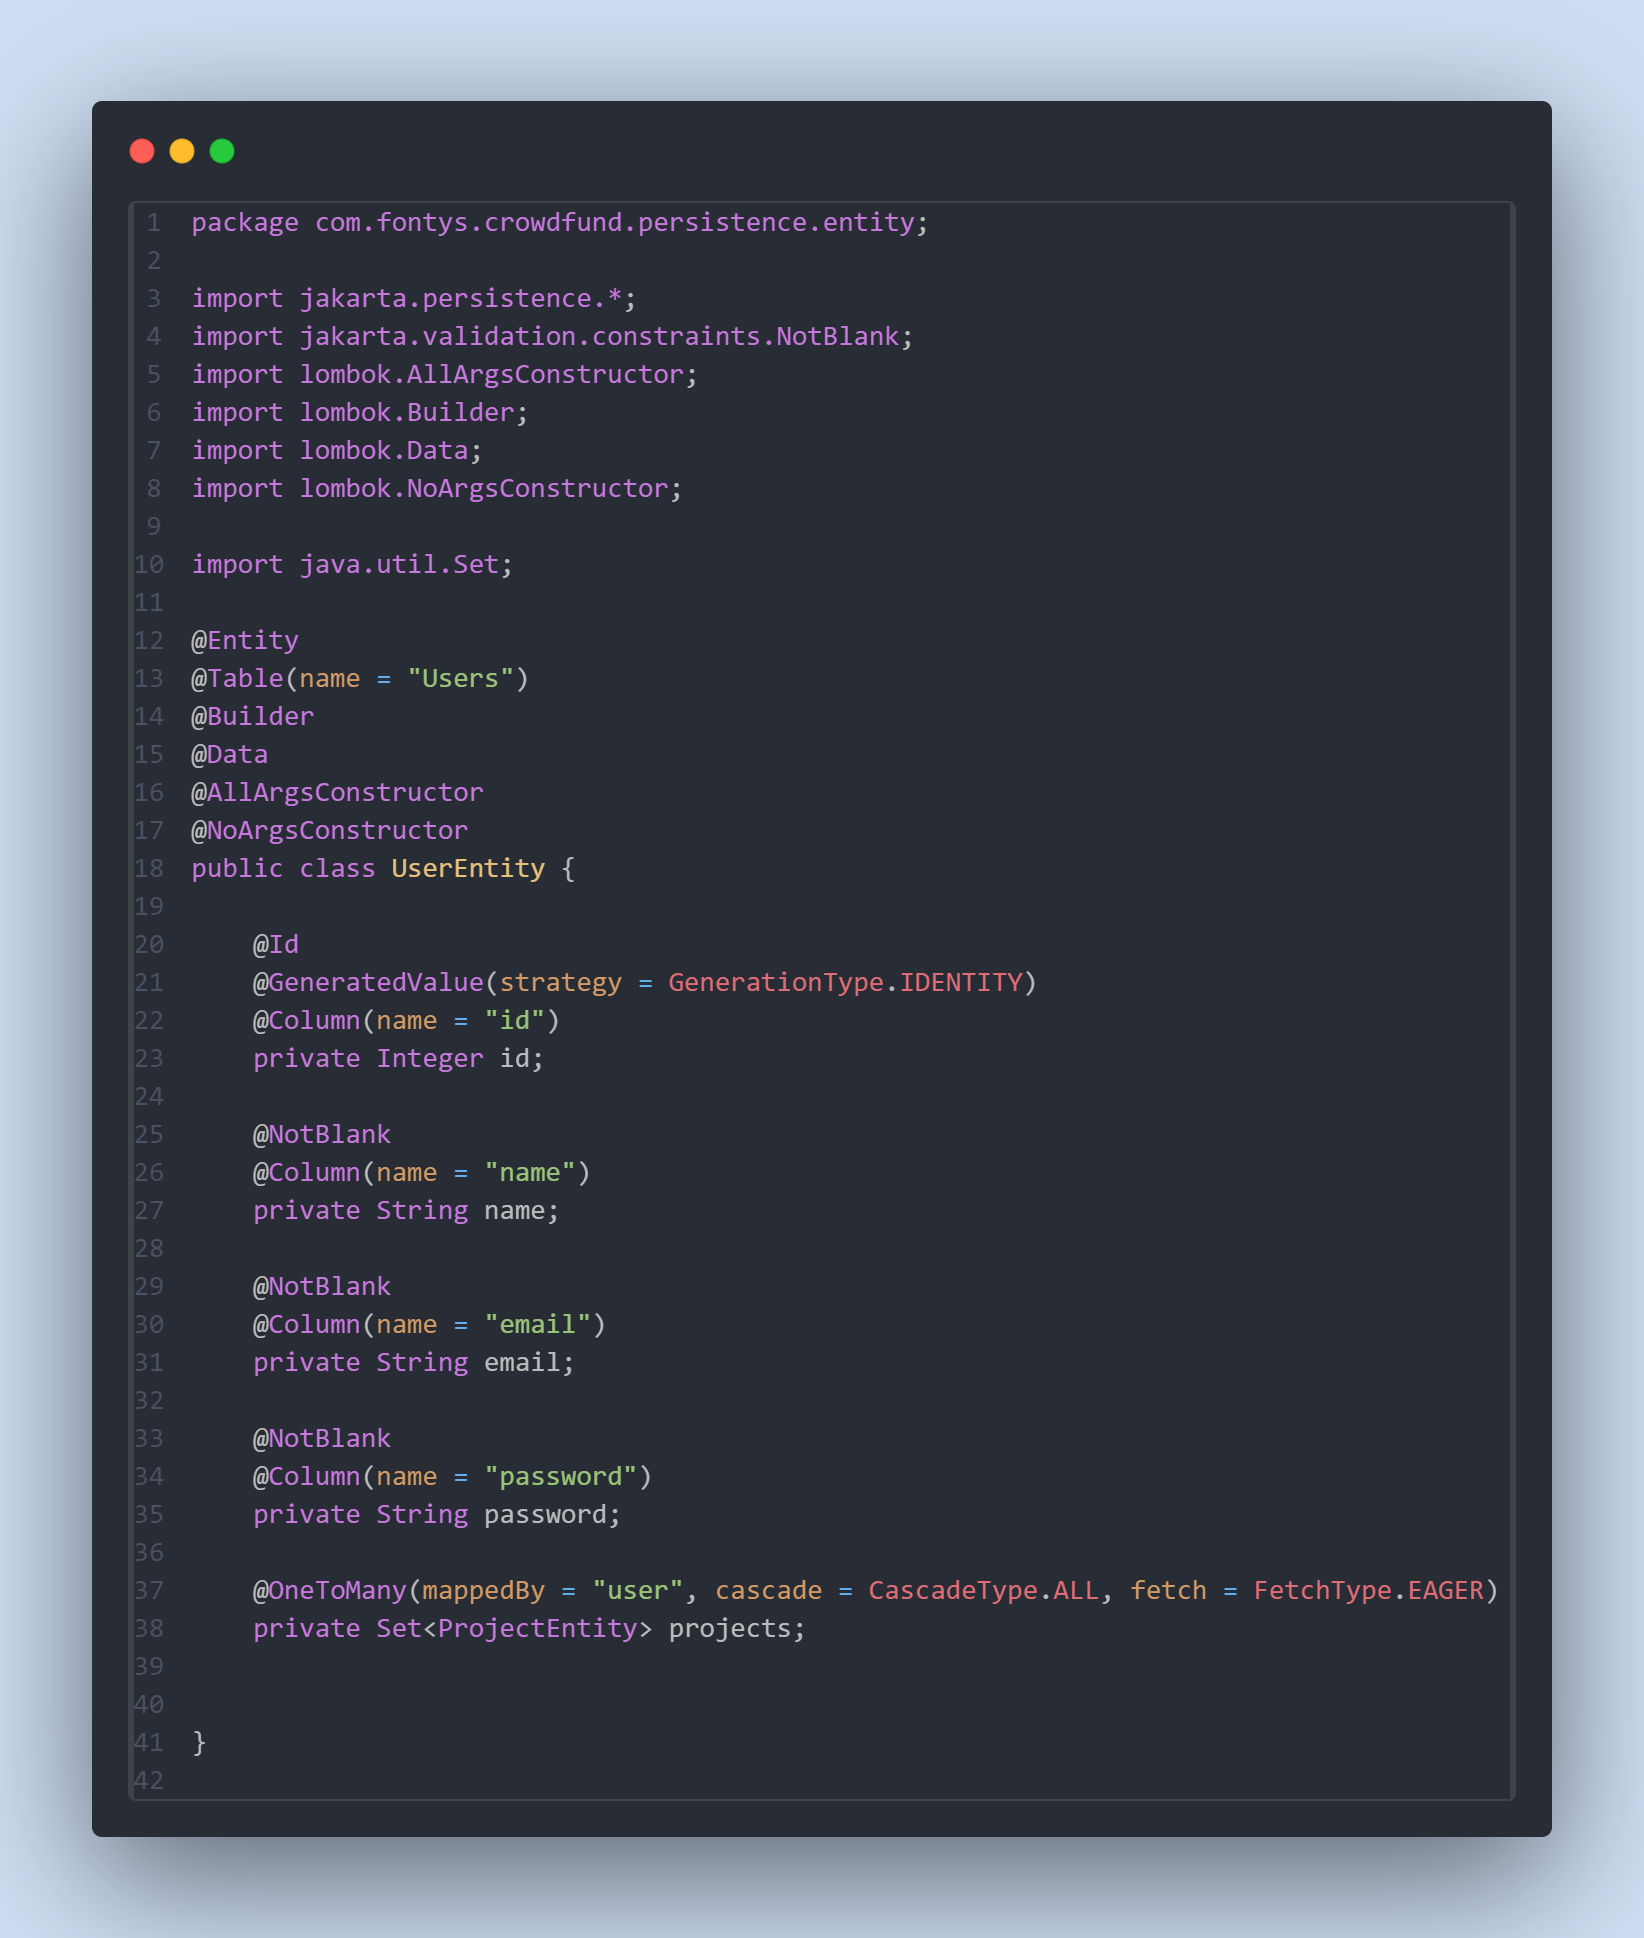 1 package com.fontys.crowdfund.persistence.entity;
2
3 import jakarta.persistence.*;
4 import jakarta.validation.constraints.NotBlank;
5 import lombok.AllArgsConstructor;
6 import lombok.Builder;
7 import lombok.Data;
8 import lombok.NoArgsConstructor;
9
10 import java.util.Set;
11
12 @Entity
13 @Table(name = "Users")
14 @Builder
15 @Data
16 @AllArgsConstructor
17 @NoArgsConstructor
18 public class UserEntity {
19
20     @Id
21     @GeneratedValue(strategy = GenerationType.IDENTITY)
22     @Column(name = "id")
23     private Integer id;
24
25     @NotBlank
26     @Column(name = "name")
27     private String name;
28
29     @NotBlank
30     @Column(name = "email")
31     private String email;
32
33     @NotBlank
34     @Column(name = "password")
35     private String password;
36
37     @OneToMany(mappedBy = "user", cascade = CascadeType.ALL, fetch = FetchType.EAGER)
38     private Set<ProjectEntity> projects;
39
40
41 }
42